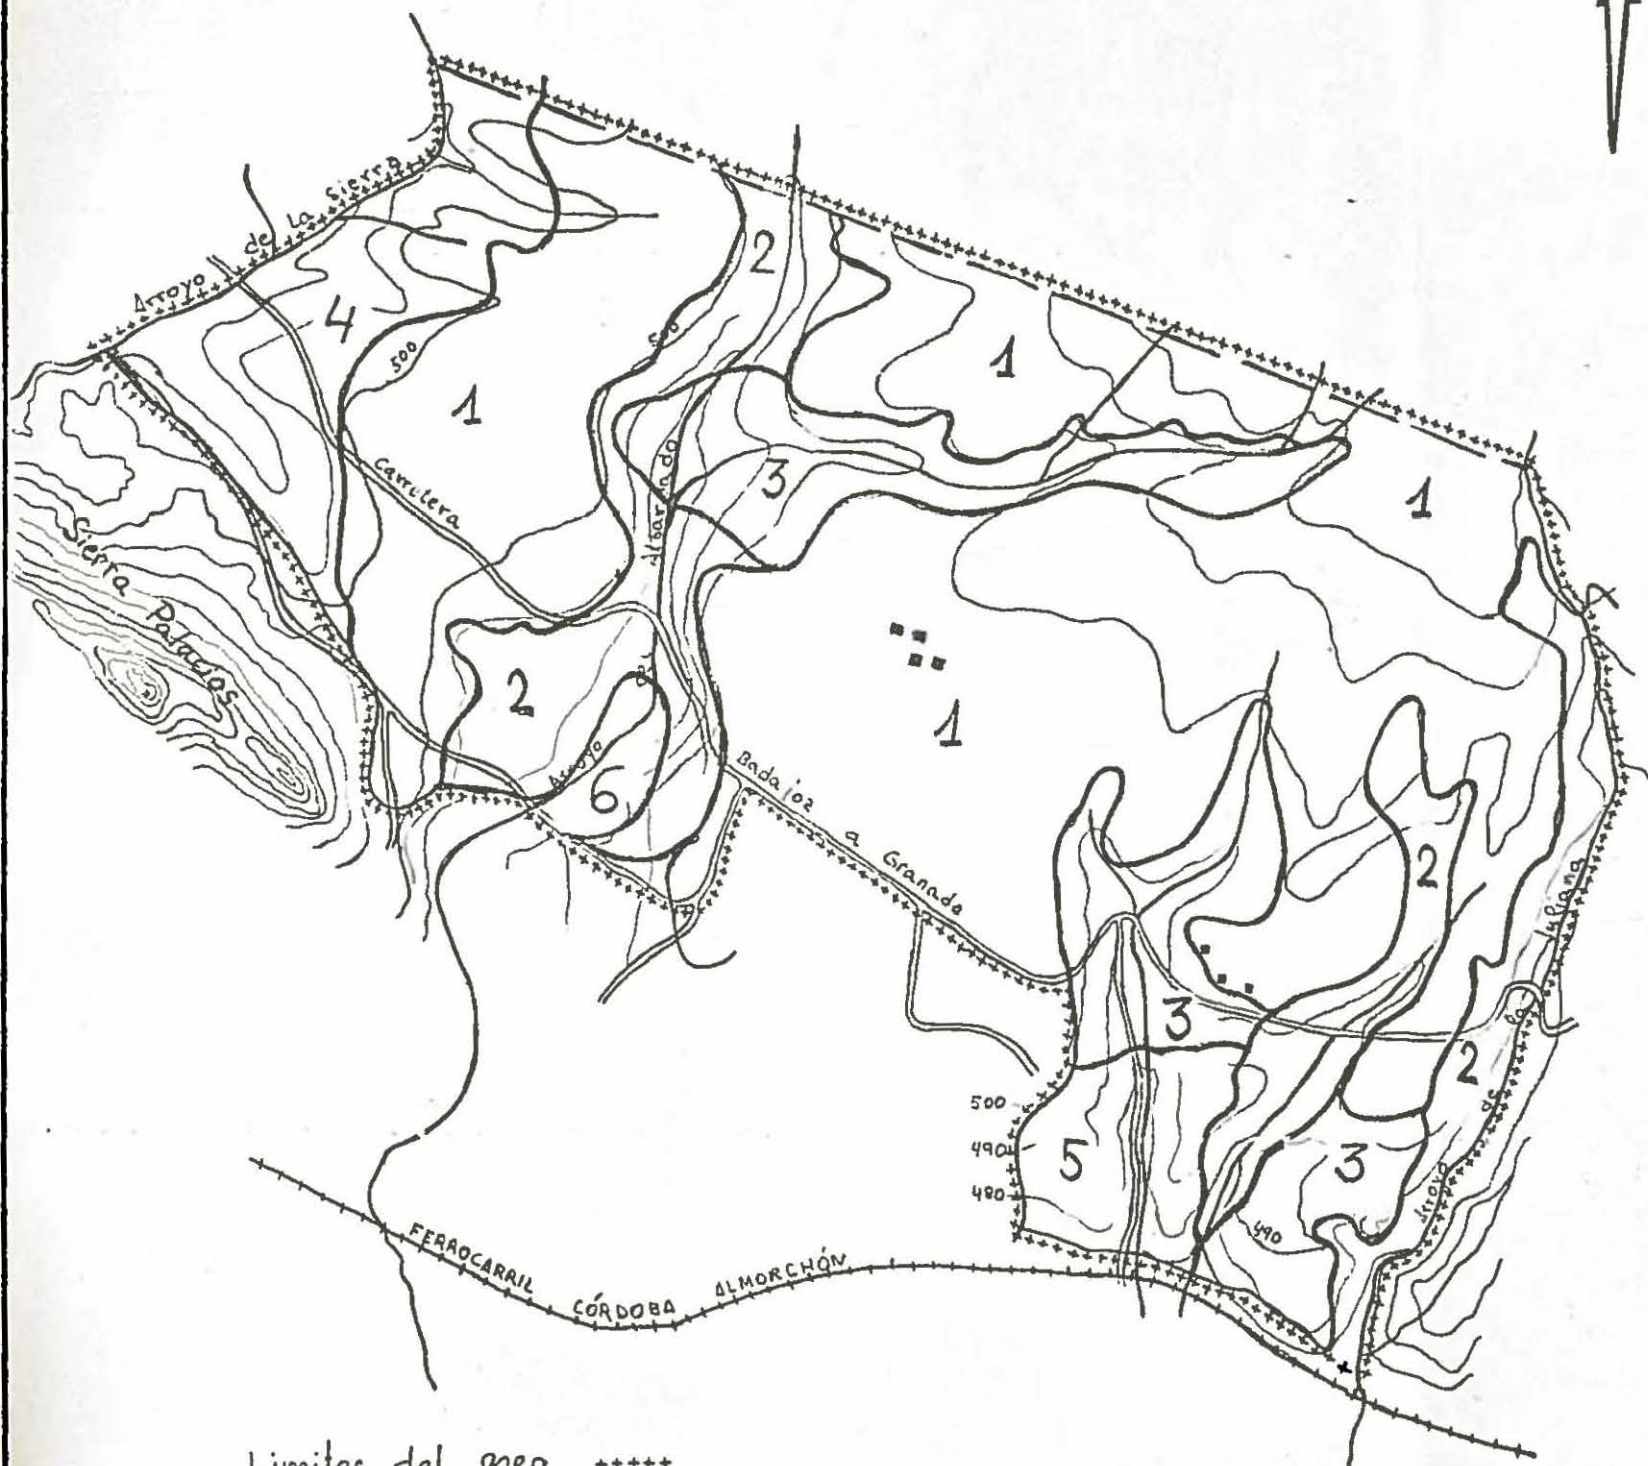 Arroyo de La Sierra
2
500
4
1
500
1
1
Carretera
Albardado
3
Sierra Palacios
2
1
Arroyo
6
Badajoz a Granada
2
Juliana
3
la
2
de
500
490
5
3
480
Arroyo
490
FERROCARRIL CÓRDOBA ALMORCHÓN
Limites del area +++++